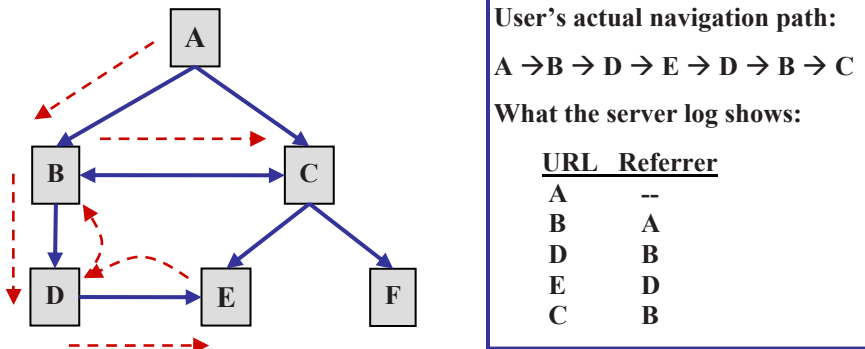 A
B
C
D
E
F
User's actual navigation path:
A →B → D → E → D → B → C
What the server log shows:
URL Referrer
A --
B A
D B
E D
C B